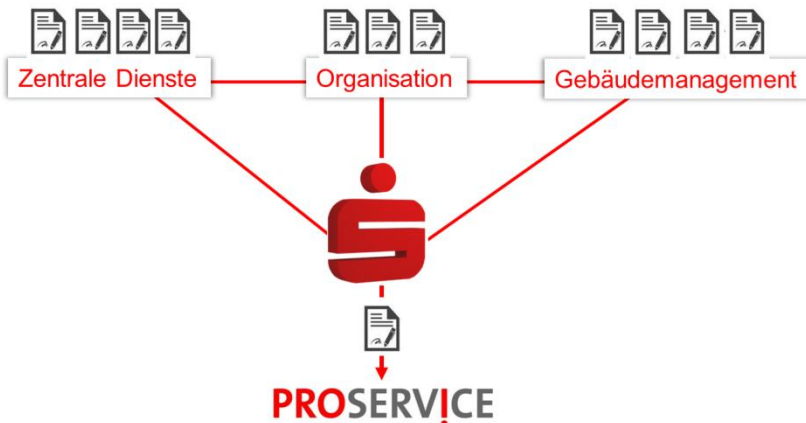 Zentrale Dienste
Organisation
Gebäudemanagement
PROSERVICE